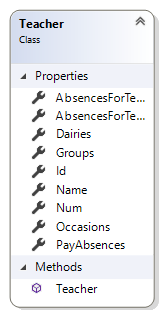 Teacher
Class
Properties
AbsencesForTe...
AbsencesForTe...
Dairies
Groups
Id
Name
Num
Occasions
PayAbsences
Methods
Teacher